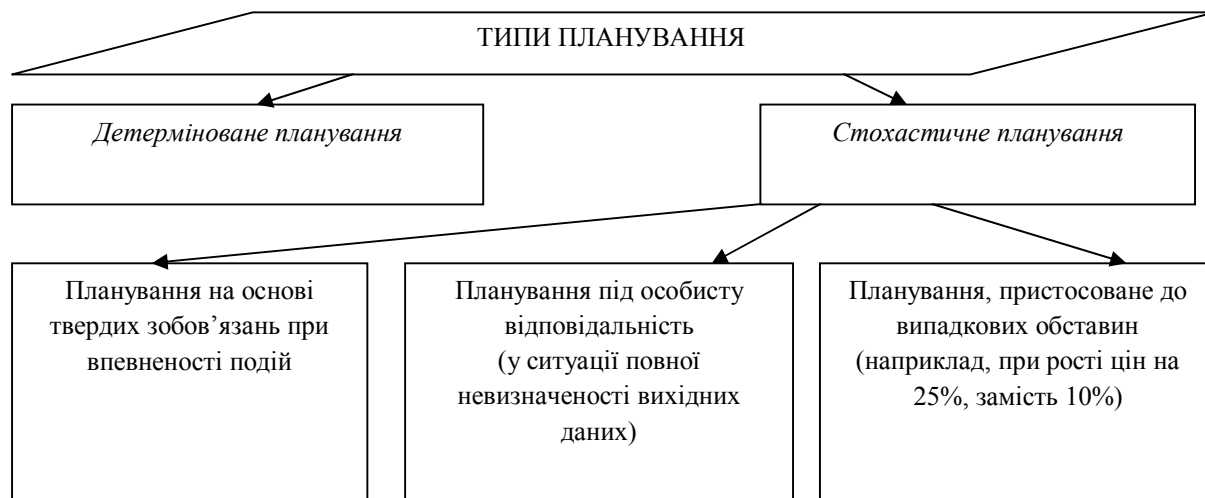 ТИПИ ПЛАНУВАННЯ
Детерміноване планування
Стохастичне планування
Планування на основі
твердих зобов’язань при
впевненості подій
Планування під особисту
відповідальність
(у ситуації повної
невизначеності вихідних
даних)
Планування, пристосоване до
випадкових обставин
(наприклад, при рості цін на
25%, замість 10%)